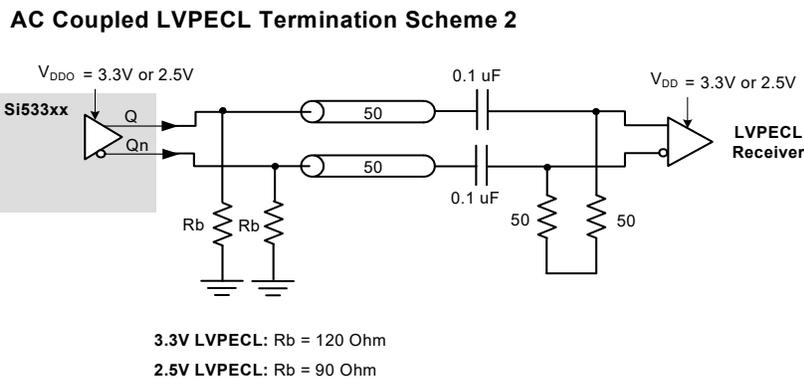 AC Coupled LVPECL Termination Scheme 2
VDDO = 3.3V or 2.5V
0.1 uF
VDD = 3.3V or 2.5V
Si533xx
Q
50
LVPECL
Receiver
Qn
50
0.1 uF
Rb
Rb
50
50
3.3V LVPECL: Rb = 120 Ohm
2.5V LVPECL: Rb = 90 Ohm